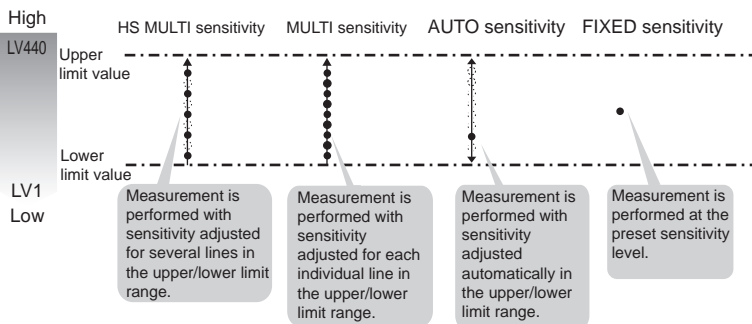 High
LV440
LV1
Low
Upper
limit value
Lower
limit value
HS MULTI sensitivity
MULTI sensitivity
AUTO sensitivity
FIXED sensitivity
Measurement is
performed with
sensitivity adjusted
for several lines in
the upper/lower limit
range.
Measurement is
performed with
sensitivity
adjusted for each
individual line in
the upper/lower
limit range.
Measurement is
performed with
sensitivity
adjusted
automatically in
the upper/lower
limit range.
Measurement is
performed at the
preset sensitivity
level.